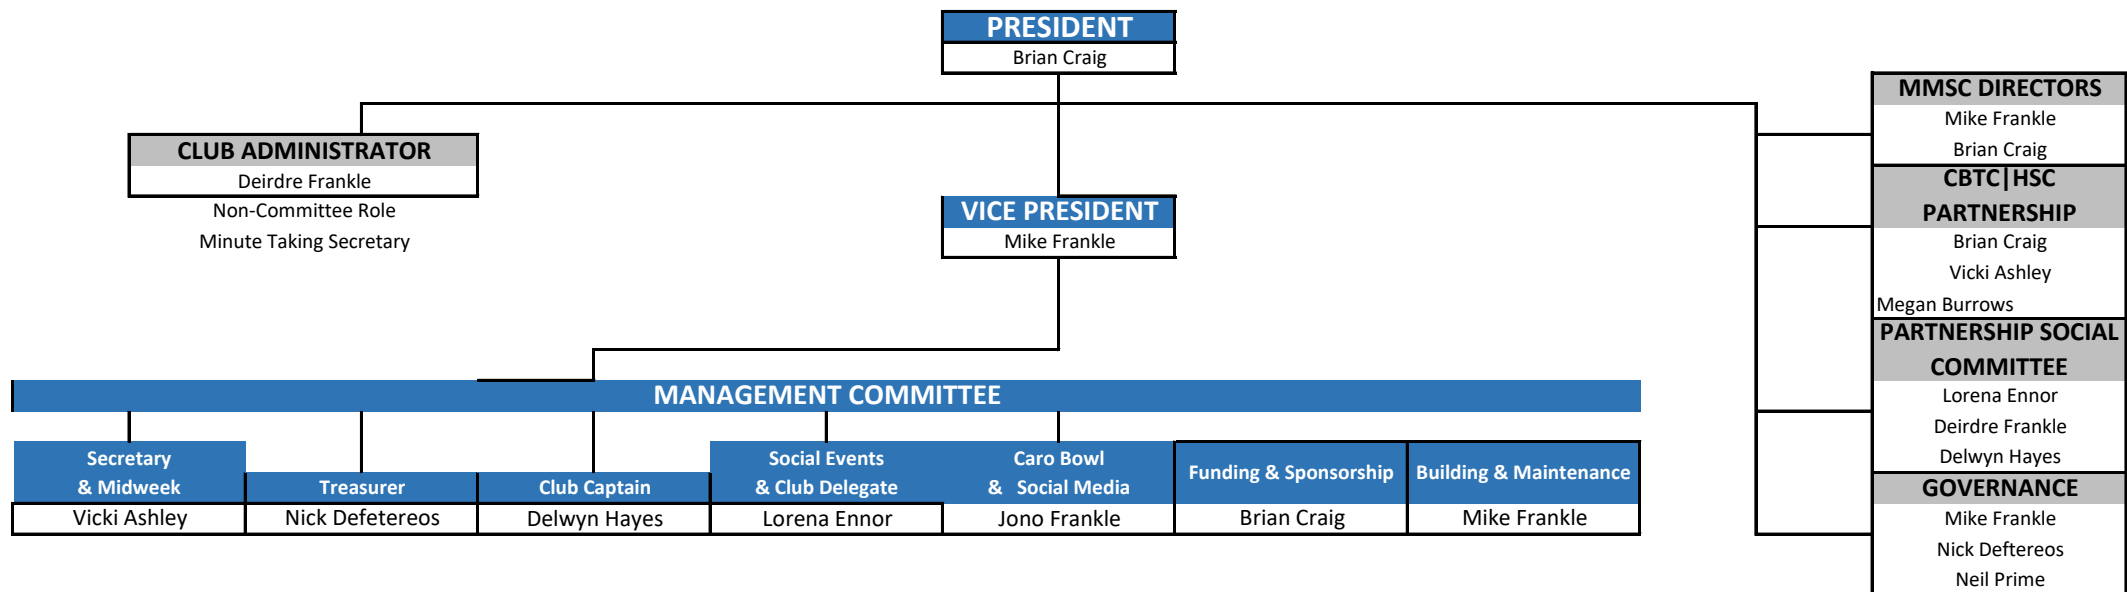 PRESIDENT
Brian Craig
CLUB ADMINISTRATOR
Deirdre Frankle
Non-Committee Role
Minute Taking Secretary
VICE PRESIDENT
Mike Frankle
MMSC DIRECTORS
Mike Frankle
Brian Craig
CBTC|HSC
PARTNERSHIP
Brian Craig
Vicki Ashley
Megan Burrows
PARTNERSHIP SOCIAL
COMMITTEE
Lorena Ennor
Deirdre Frankle
Delwyn Hayes
GOVERNANCE
Mike Frankle
Nick Deftereos
Neil Prime
MANAGEMENT COMMITTEE
Secretary
& Midweek
Vicki Ashley
Treasurer
Nick Defetereos
Club Captain
Delwyn Hayes
Social Events
& Club Delegate
Lorena Ennor
Caro Bowl
& Social Media
Jono Frankle
Funding & Sponsorship
Brian Craig
Building & Maintenance
Mike Frankle